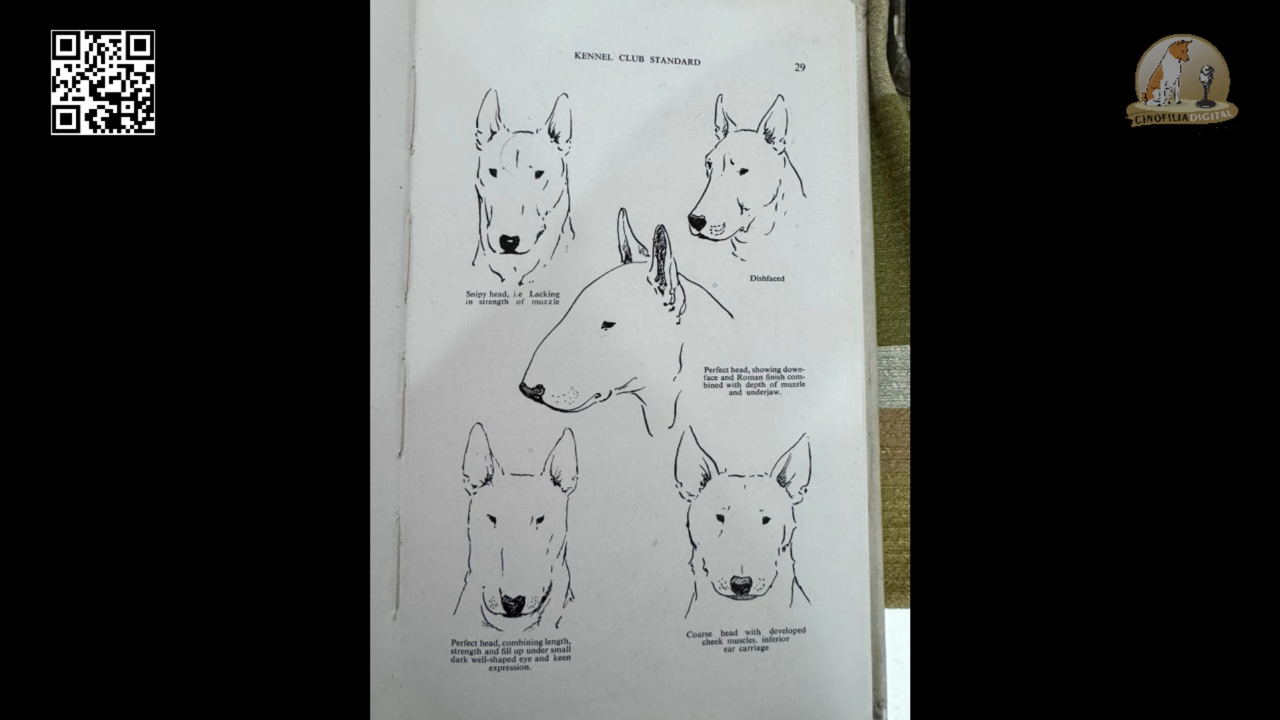 KENNEL CLUB STANDARD
29
CINOFILIADIGITAL
Snipy head, i.e Lacking
in strength of muzzle
Dishfaced
Perfect head, showing down-
face and Roman finish com-
bined with depth of muzzle
and underjaw.
Perfect head, combining length,
strength and fill up under small
dark well-shaped eye and keen
expression.
Coarse head with developed
cheek muscles. inferior
ear carriage